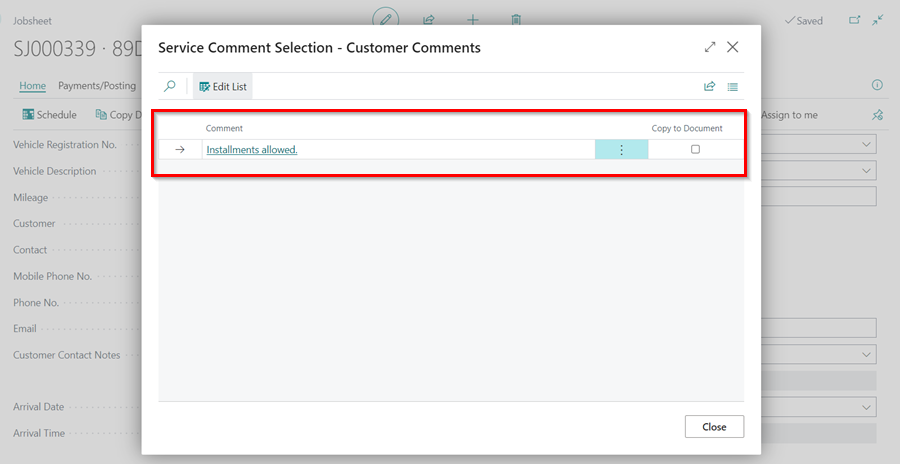 Jobsheet
Saved
SJ000339 · 89D
Service Comment Selection - Customer Comments
Home Payments/Posting
Edit List
Schedule Copy D
Assign to me
Comment Copy to Document
Installments allowed.
Vehicle Registration No.
Vehicle Description
Mileage
Customer
Contact
Mobile Phone No.
Phone No.
Email
Customer Contact Notes
Arrival Date
Arrival Time
Close